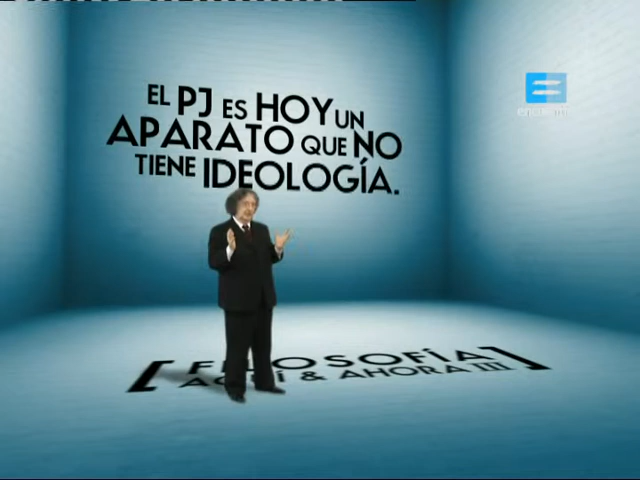 EL PJ ES HOY UN
APARATO QUE NO
TIENE IDEOLOGÍA.
[FILOSOFÍA
AQUÍ & AHORA III]